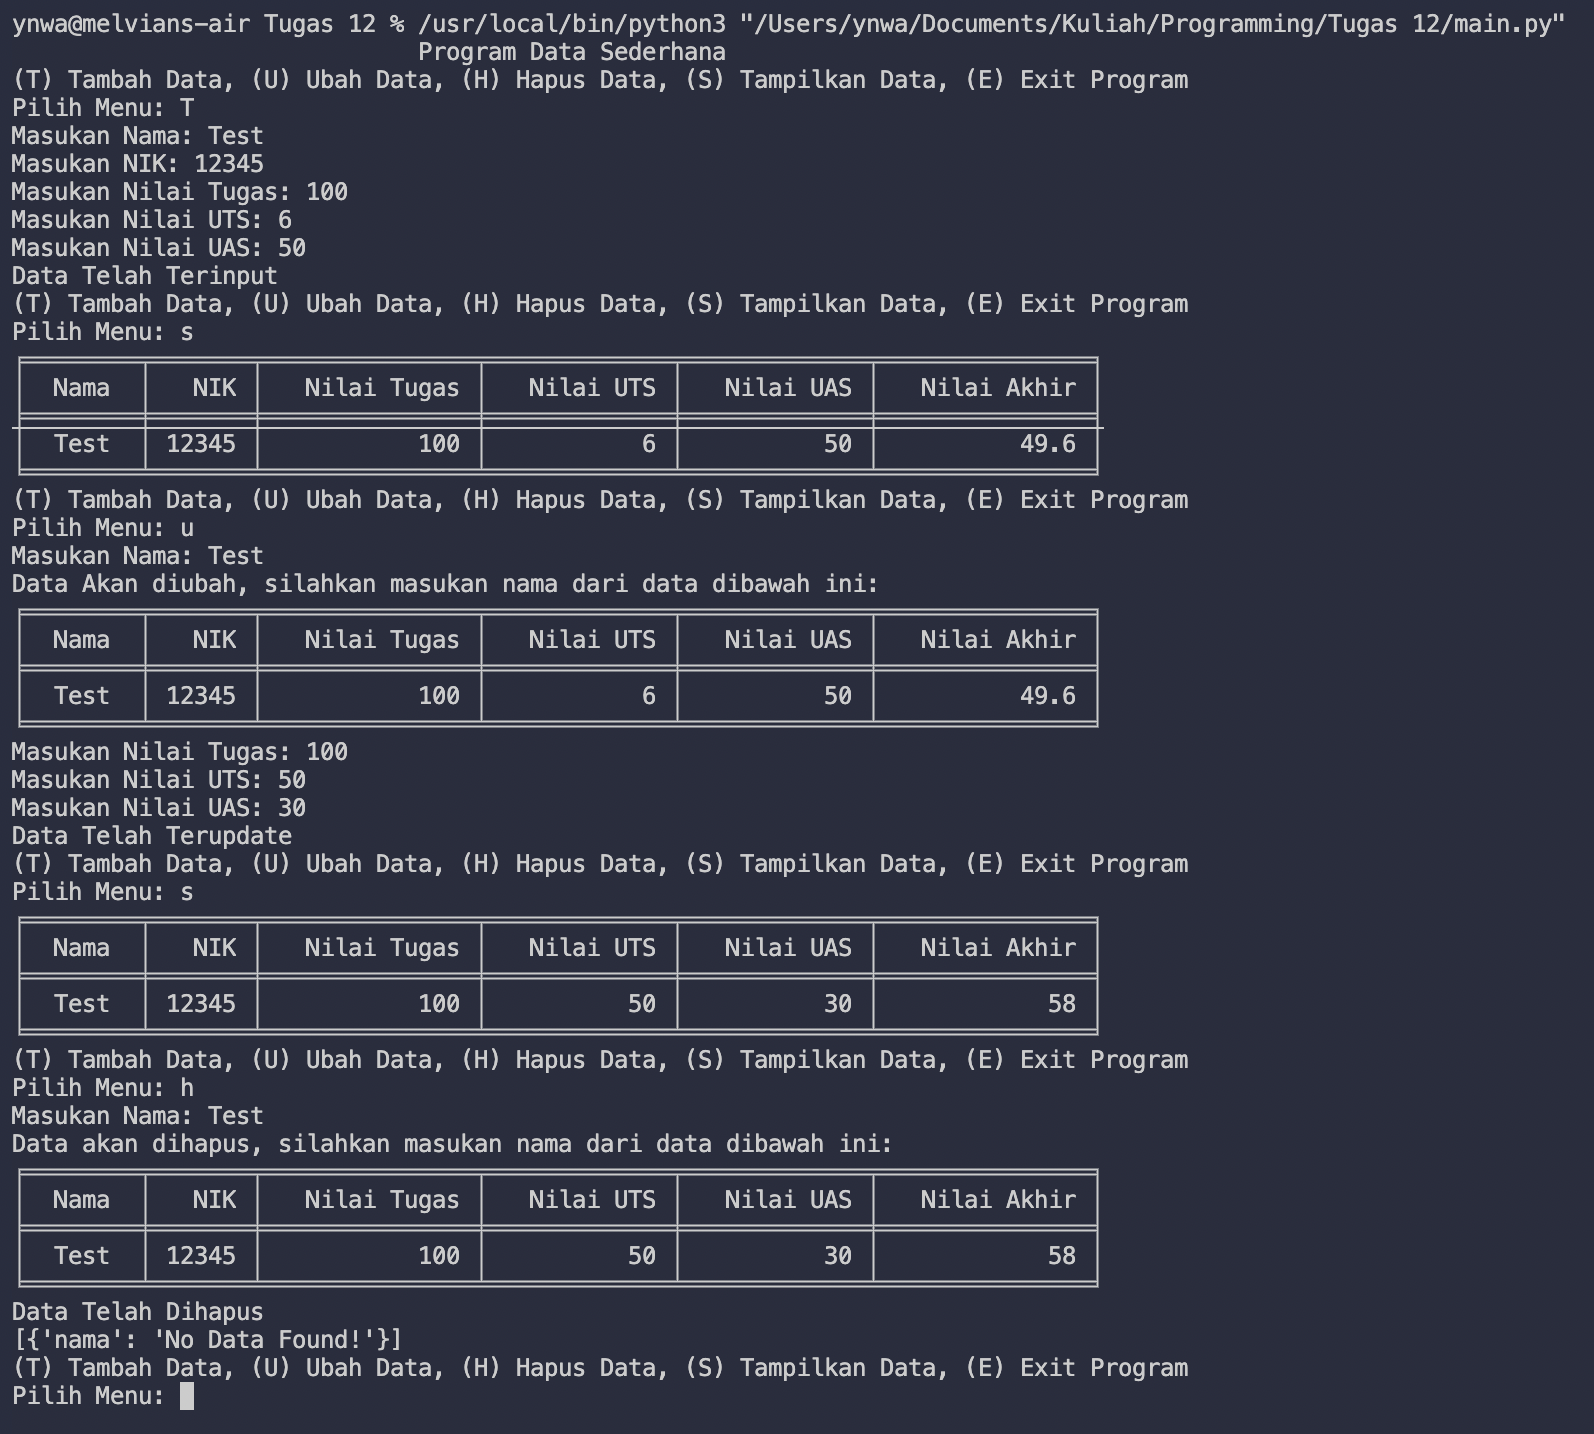 ynwa@melvians-air Tugas 12 % /usr/local/bin/python3 "/Users/ynwa/Documents/Kuliah/Programming/Tugas 12/main.py"
Program Data Sederhana
(T) Tambah Data, (U) Ubah Data, (H) Hapus Data, (S) Tampilkan Data, (E) Exit Program
Pilih Menu: T
Masukan Nama: Test
Masukan NIK: 12345
Masukan Nilai Tugas: 100
Masukan Nilai UTS: 6
Masukan Nilai UAS: 50
Data Telah Terinput
(T) Tambah Data, (U) Ubah Data, (H) Hapus Data, (S) Tampilkan Data, (E) Exit Program
Pilih Menu: s
Nama NIK Nilai Tugas Nilai UTS Nilai UAS Nilai Akhir
Test 12345 100 6 50 49.6
(T) Tambah Data, (U) Ubah Data, (H) Hapus Data, (S) Tampilkan Data, (E) Exit Program
Pilih Menu: u
Masukan Nama: Test
Data Akan diubah, silahkan masukan nama dari data dibawah ini:
Nama NIK Nilai Tugas Nilai UTS Nilai UAS Nilai Akhir
Test 12345 100 6 50 49.6
Masukan Nilai Tugas: 100
Masukan Nilai UTS: 50
Masukan Nilai UAS: 30
Data Telah Terupdate
(T) Tambah Data, (U) Ubah Data, (H) Hapus Data, (S) Tampilkan Data, (E) Exit Program
Pilih Menu: s
Nama NIK Nilai Tugas Nilai UTS Nilai UAS Nilai Akhir
Test 12345 100 50 30 58
(T) Tambah Data, (U) Ubah Data, (H) Hapus Data, (S) Tampilkan Data, (E) Exit Program
Pilih Menu: h
Masukan Nama: Test
Data akan dihapus, silahkan masukan nama dari data dibawah ini:
Nama NIK Nilai Tugas Nilai UTS Nilai UAS Nilai Akhir
Test 12345 100 50 30 58
Data Telah Dihapus
[{'nama': 'No Data Found!'}]
(T) Tambah Data, (U) Ubah Data, (H) Hapus Data, (S) Tampilkan Data, (E) Exit Program
Pilih Menu: